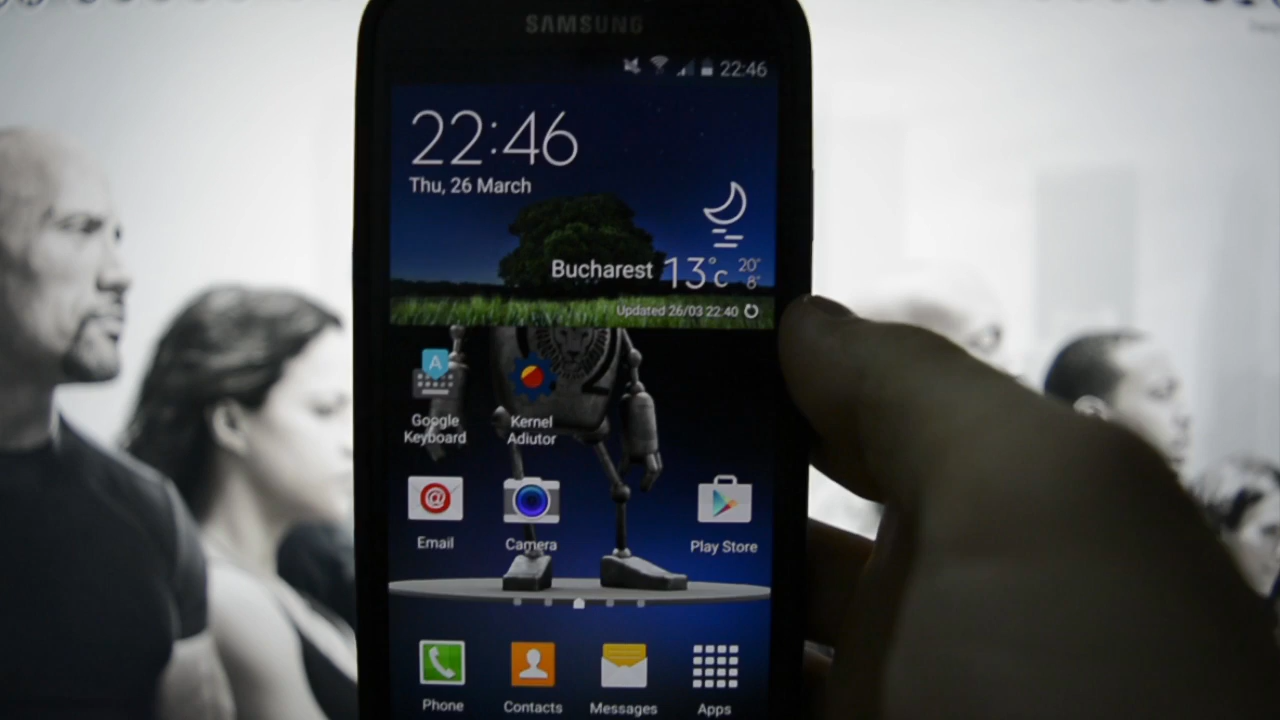 SAMSUNG
22:46
22:46
Thu, 26 March
Bucharest 13°c 20° 8°
Updated 26/03 22:40
A
Google Keyboard
Kernel Adiutor
@
Email
Camera
Play Store
Phone
Contacts
Messages
Apps